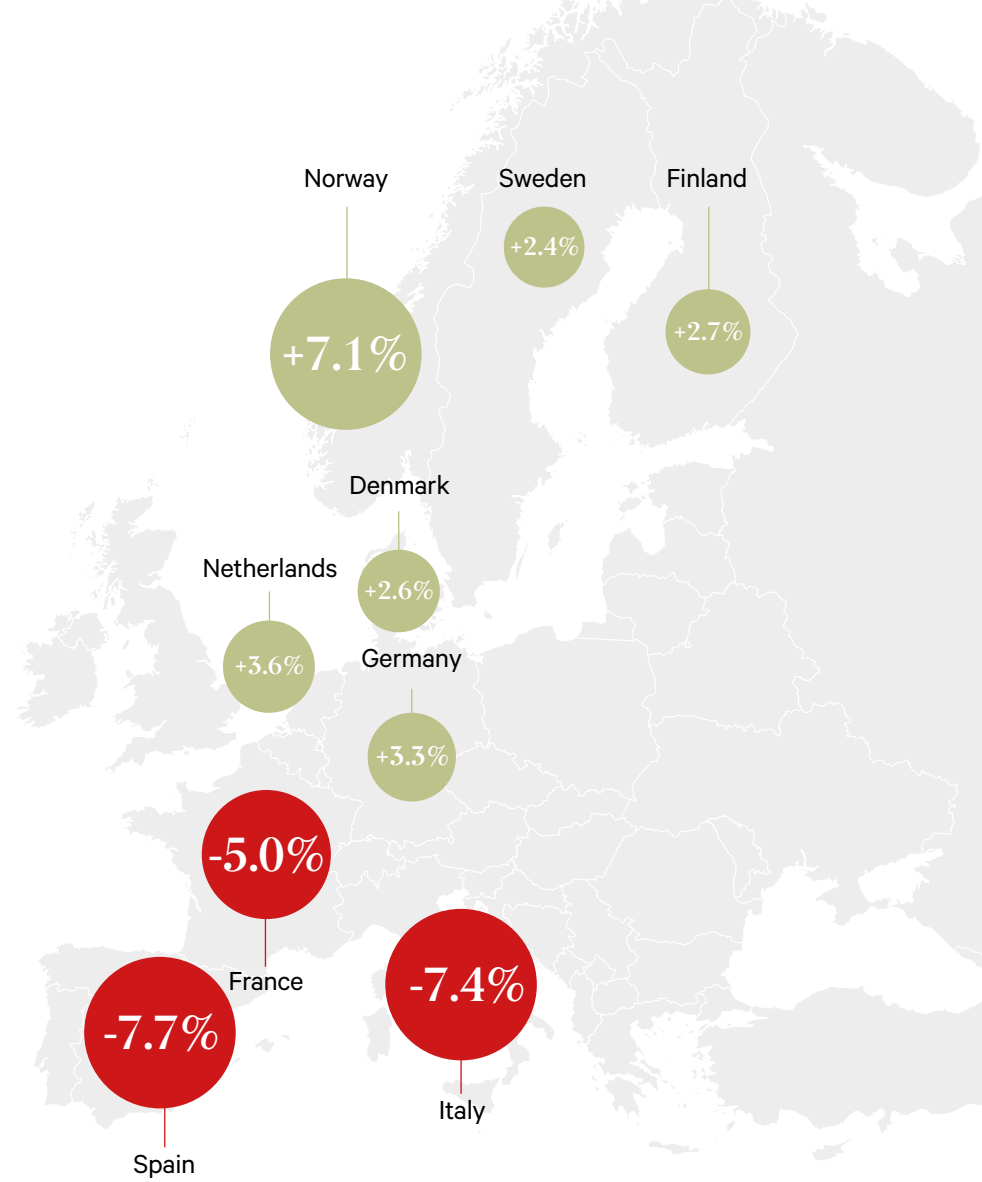 Norway
Sweden
Finland
+2.4%
+2.7%
+7.1%
Denmark
Netherlands
+2.6%
+3.6%
Germany
+3.3%
-5.0%
France
-7.4%
-7.7%
Italy
Spain